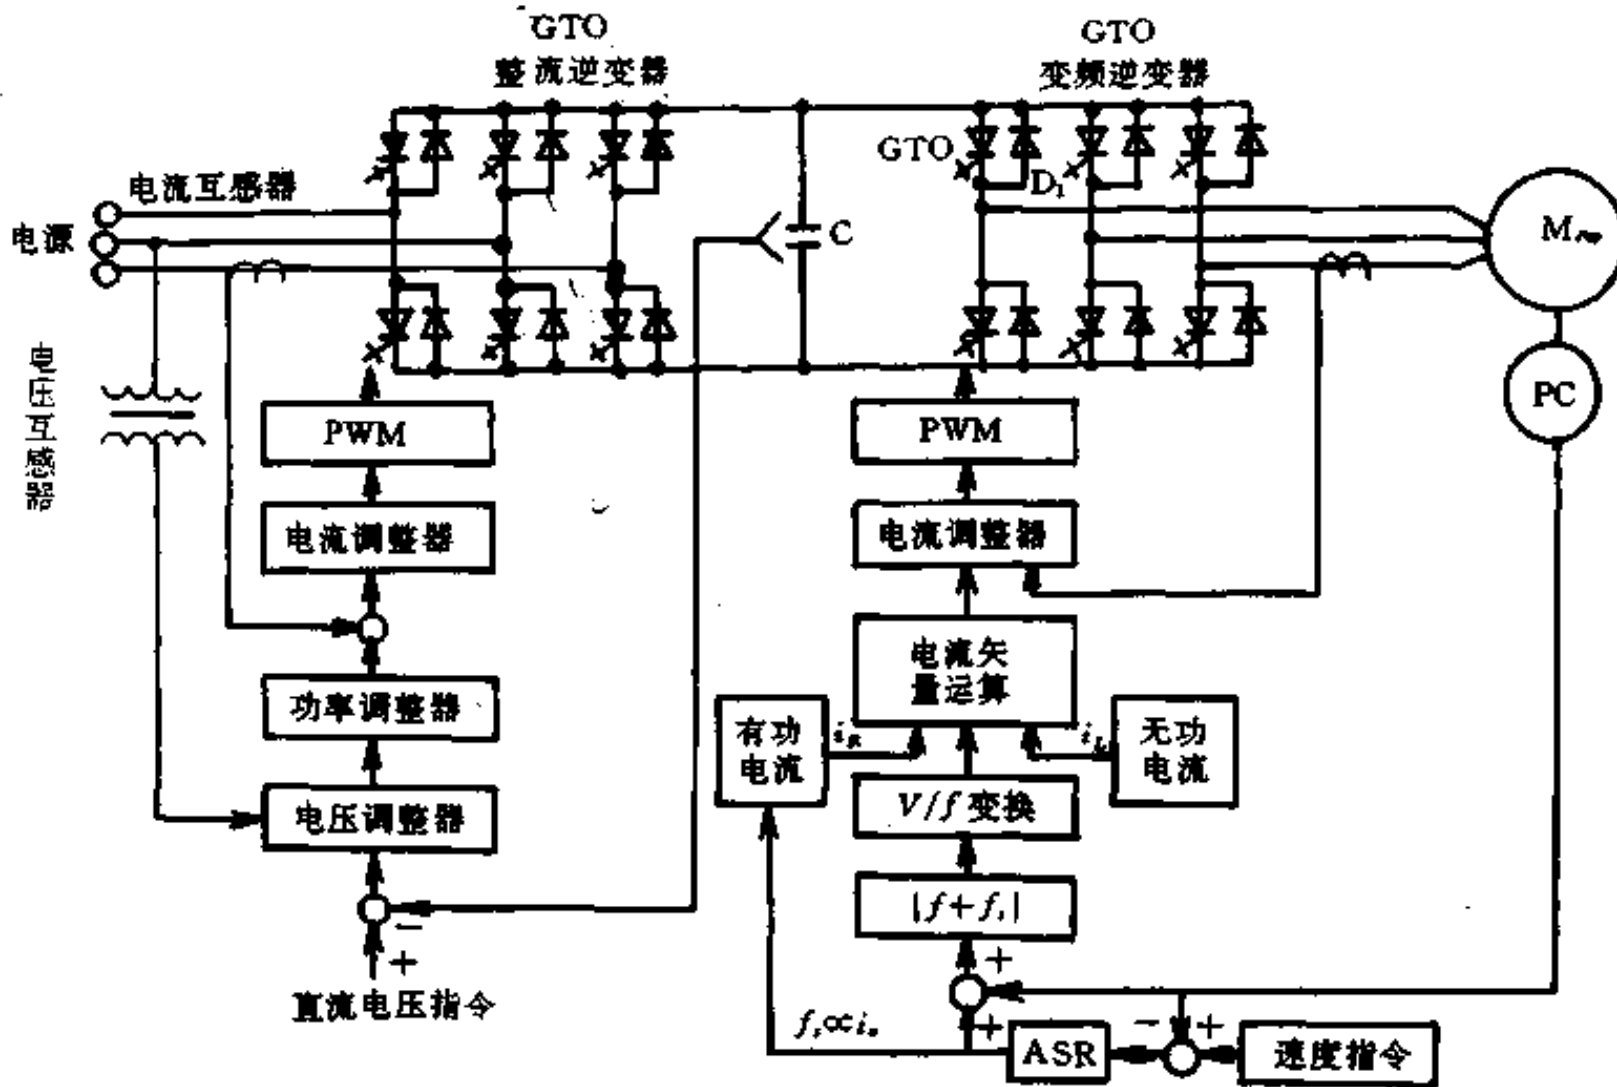 GTO
整流逆变器
GTO
变频逆变器
GTO
D₁
电流互感器
电源
C
M
PC
电压互感器
PWM
PWM
电流调整器
电流调整器
电流矢
量运算
功率调整器
有功
电流
无功
电流
电压调整器
V/f 变换
|f+fₛ|
−
+
直流电压指令
+
+
ASR
−
+
速度指令